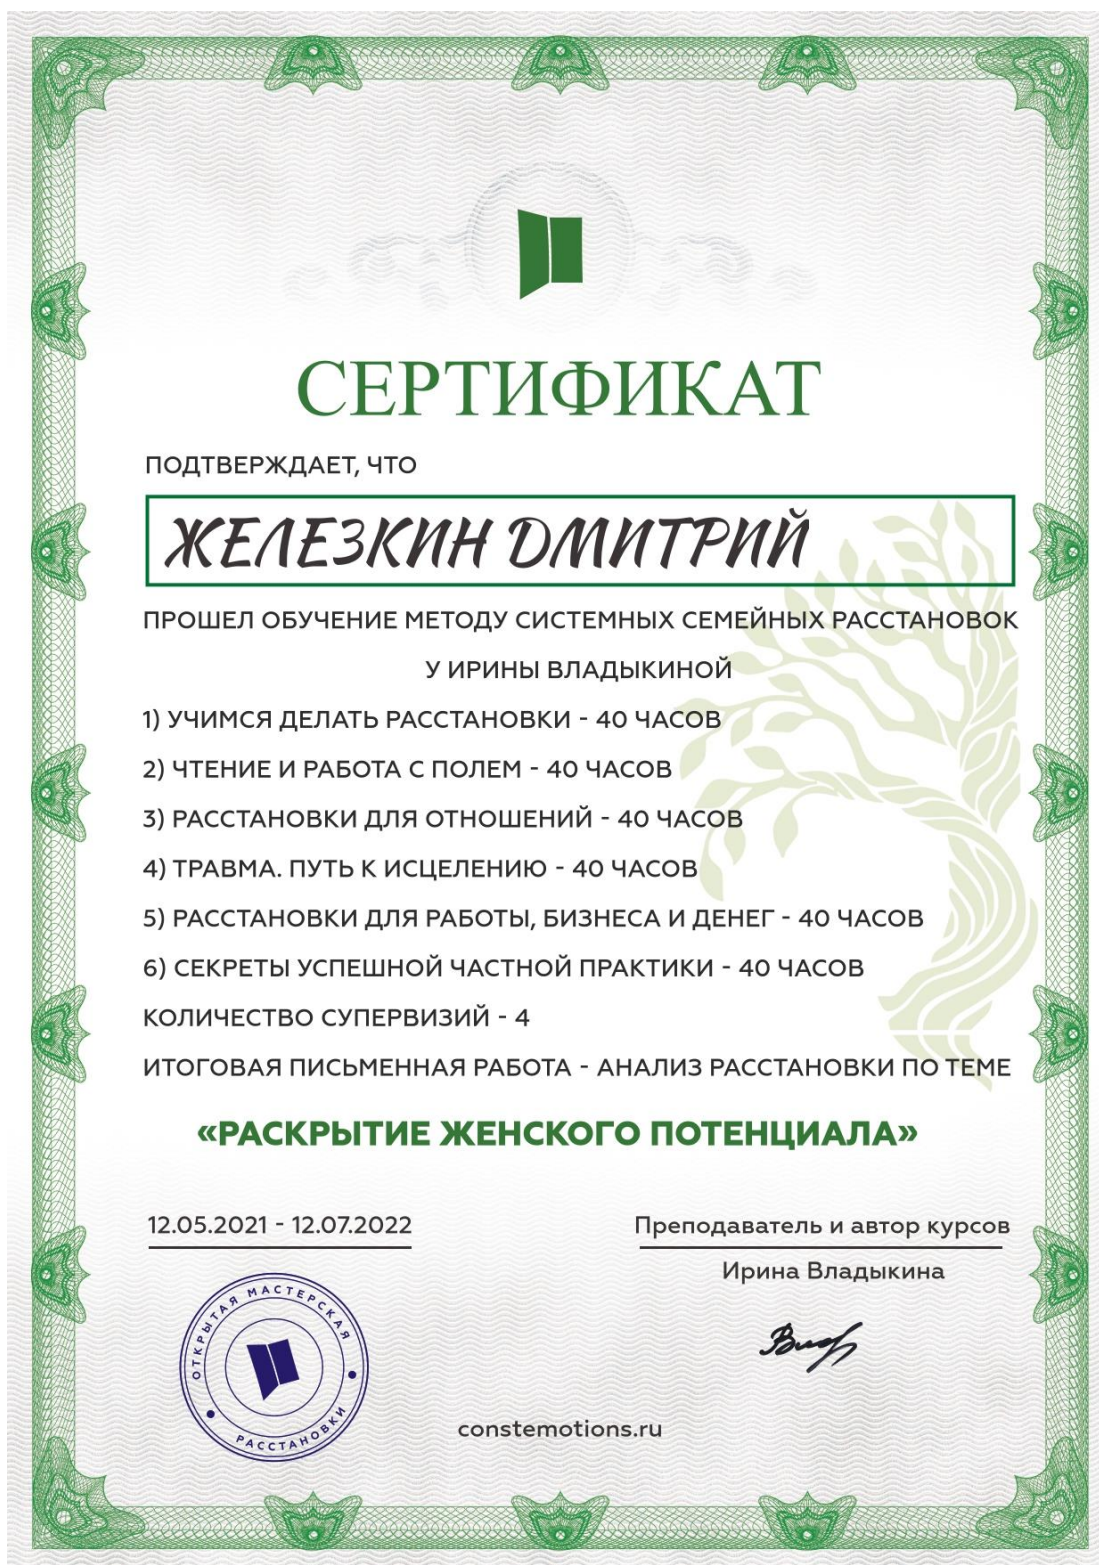 СЕРТИФИКАТ
ПОДТВЕРЖДАЕТ, ЧТО
ЖЕЛЕЗКИН ДМИТРИЙ
ПРОШЕЛ ОБУЧЕНИЕ МЕТОДУ СИСТЕМНЫХ СЕМЕЙНЫХ РАССТАНОВОК
У ИРИНЫ ВЛАДЫКИНОЙ
1) УЧИМСЯ ДЕЛАТЬ РАССТАНОВКИ - 40 ЧАСОВ
2) ЧТЕНИЕ И РАБОТА С ПОЛЕМ - 40 ЧАСОВ
3) РАССТАНОВКИ ДЛЯ ОТНОШЕНИЙ - 40 ЧАСОВ
4) ТРАВМА. ПУТЬ К ИСЦЕЛЕНИЮ - 40 ЧАСОВ
5) РАССТАНОВКИ ДЛЯ РАБОТЫ, БИЗНЕСА И ДЕНЕГ - 40 ЧАСОВ
6) СЕКРЕТЫ УСПЕШНОЙ ЧАСТНОЙ ПРАКТИКИ - 40 ЧАСОВ
КОЛИЧЕСТВО СУПЕРВИЗИЙ - 4
ИТОГОВАЯ ПИСЬМЕННАЯ РАБОТА - АНАЛИЗ РАССТАНОВКИ ПО ТЕМЕ
«РАСКРЫТИЕ ЖЕНСКОГО ПОТЕНЦИАЛА»
12.05.2021 - 12.07.2022
Преподаватель и автор курсов
Ирина Владыкина
ОТКРЫТАЯ МАСТЕРСКАЯ
РАССТАНОВКИ
constemotions.ru